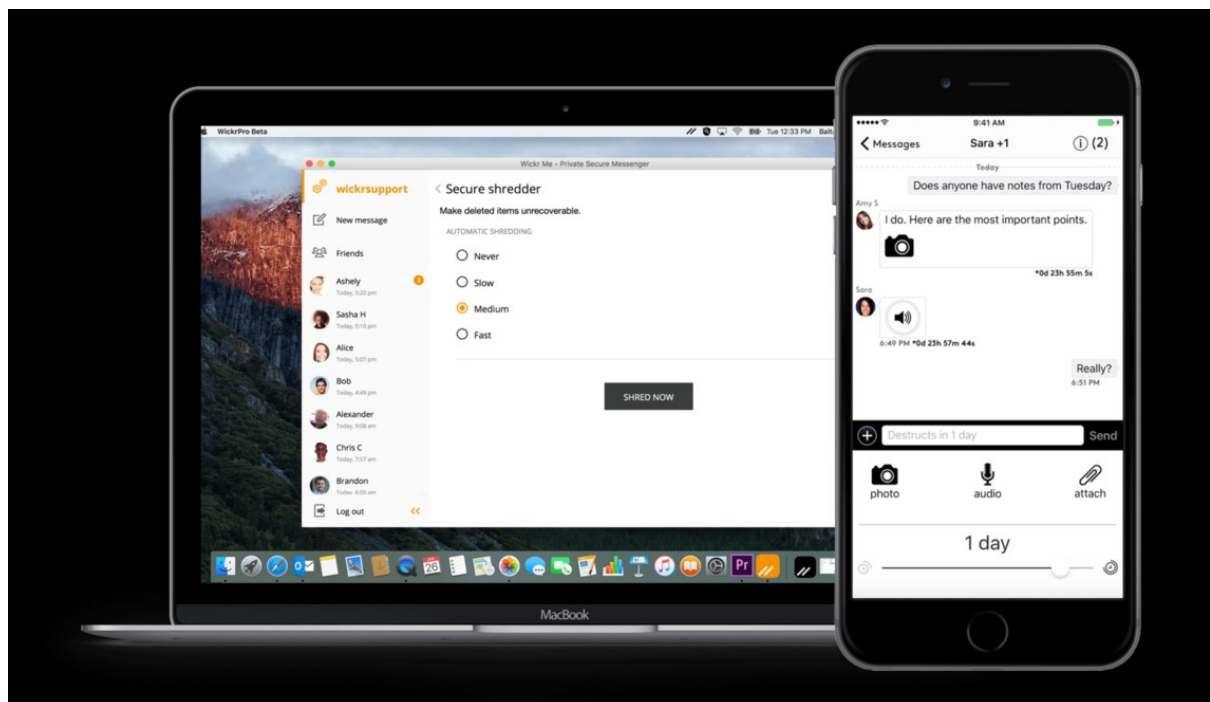 WickrPro Beta
Tue 12:33 PM
Wickr Me - Private Secure Messenger
wickrsupport
New message
Friends
Ashely
Today, 5:20 pm
Sasha H
Today, 5:10 pm
Alice
Today, 5:07 pm
Bob
Today, 4:49 pm
Alexander
Today, 9:08 am
Chris C
Today, 7:57 am
Brandon
Today, 6:05 am
Log out
<<
< Secure shredder
Make deleted items unrecoverable.
AUTOMATIC SHREDDING
Never
Slow
Medium
Fast
SHRED NOW
26
Pr
MacBook
9:41 AM
Messages
Sara +1
(2)
Today
Does anyone have notes from Tuesday?
Amy S
I do. Here are the most important points.
*0d 23h 55m 5s
Sara
6:49 PM *0d 23h 57m 44s
Really?
6:51 PM
Destructs in 1 day
Send
photo
audio
attach
1 day